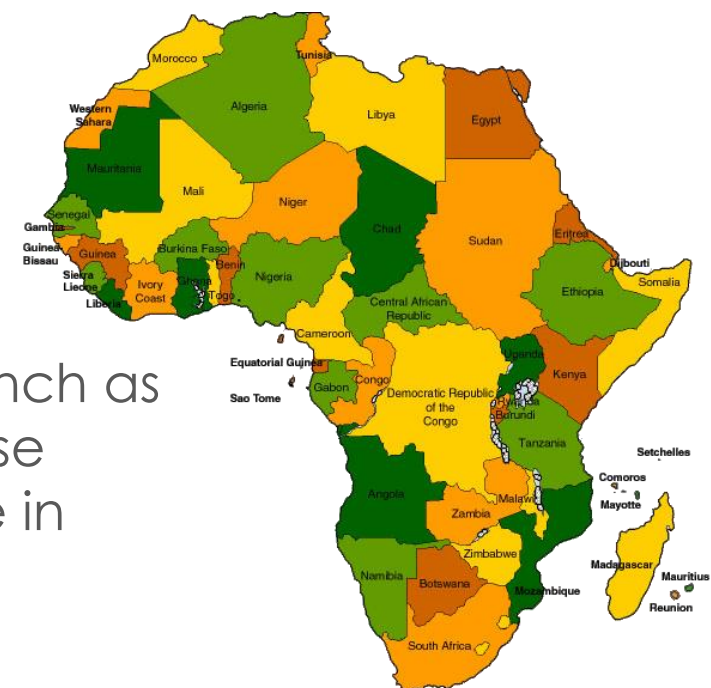 Morocco
Tunisia
Algeria
Libya
Egypt
Western
Sahara
Mauritania
Mali
Niger
Chad
Sudan
Eritrea
Djibouti
Senegal
Gambia
Guinea-
Bissau
Guinea
Burkina Faso
Benin
Sierra
Lieone
Ivory
Coast
Ghana
Togo
Liberia
Nigeria
Central African
Republic
Ethiopia
Somalia
Cameroon
Equatorial Guinea
Sao Tome
Gabon
Congo
Democratic Republic
of the
Congo
Uganda
Kenya
Rwanda
Burundi
Tanzania
Setchelles
Comoros
Mayotte
Angola
Zambia
Malawi
Zimbabwe
Mozambique
Madagascar
Mauritius
Reunion
Namibia
Botswana
South Africa
nch as
se
e in